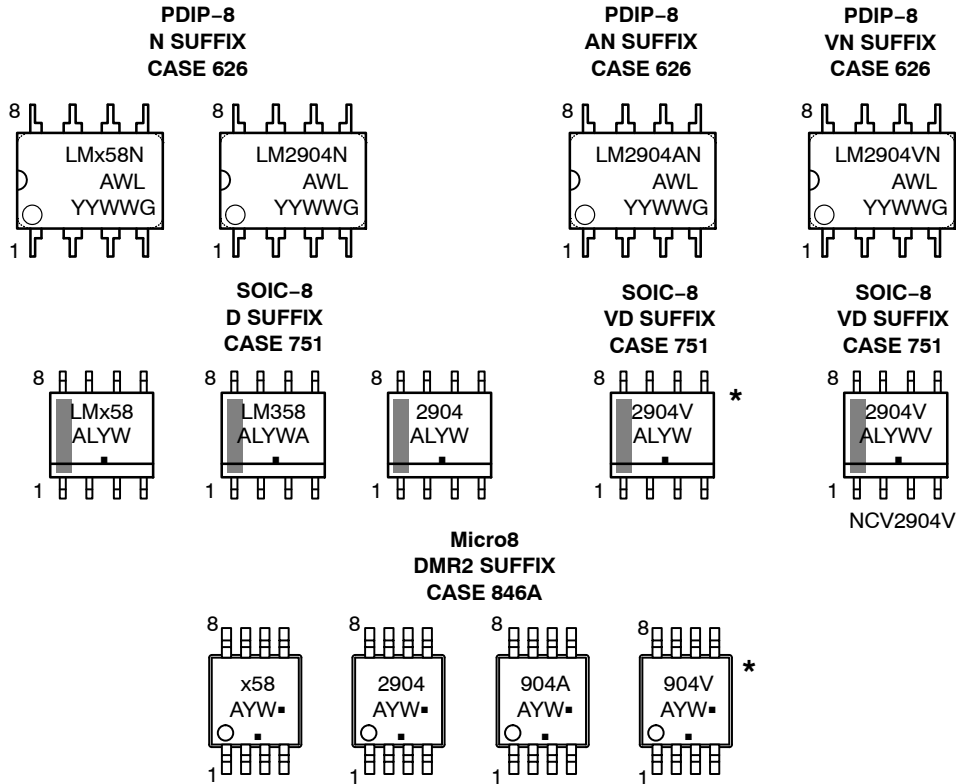 PDIP−8
N SUFFIX
CASE 626
PDIP−8
AN SUFFIX
CASE 626
PDIP−8
VN SUFFIX
CASE 626
8
LMx58N
AWL
YYWWG
1
LM2904N
AWL
YYWWG
8
LM2904AN
AWL
YYWWG
1
8
LM2904VN
AWL
YYWWG
1
SOIC−8
D SUFFIX
CASE 751
SOIC−8
VD SUFFIX
CASE 751
SOIC−8
VD SUFFIX
CASE 751
8
LMx58
ALYW
1
8
LM358
ALYWA
1
8
2904
ALYW
1
8
2904V
ALYW
1
*
8
2904V
ALYWV
1
NCV2904V
Micro8
DMR2 SUFFIX
CASE 846A
8
x58
AYW▪
▪
1
8
2904
AYW▪
▪
1
8
904A
AYW▪
▪
1
8
904V
AYW▪
▪
1
*